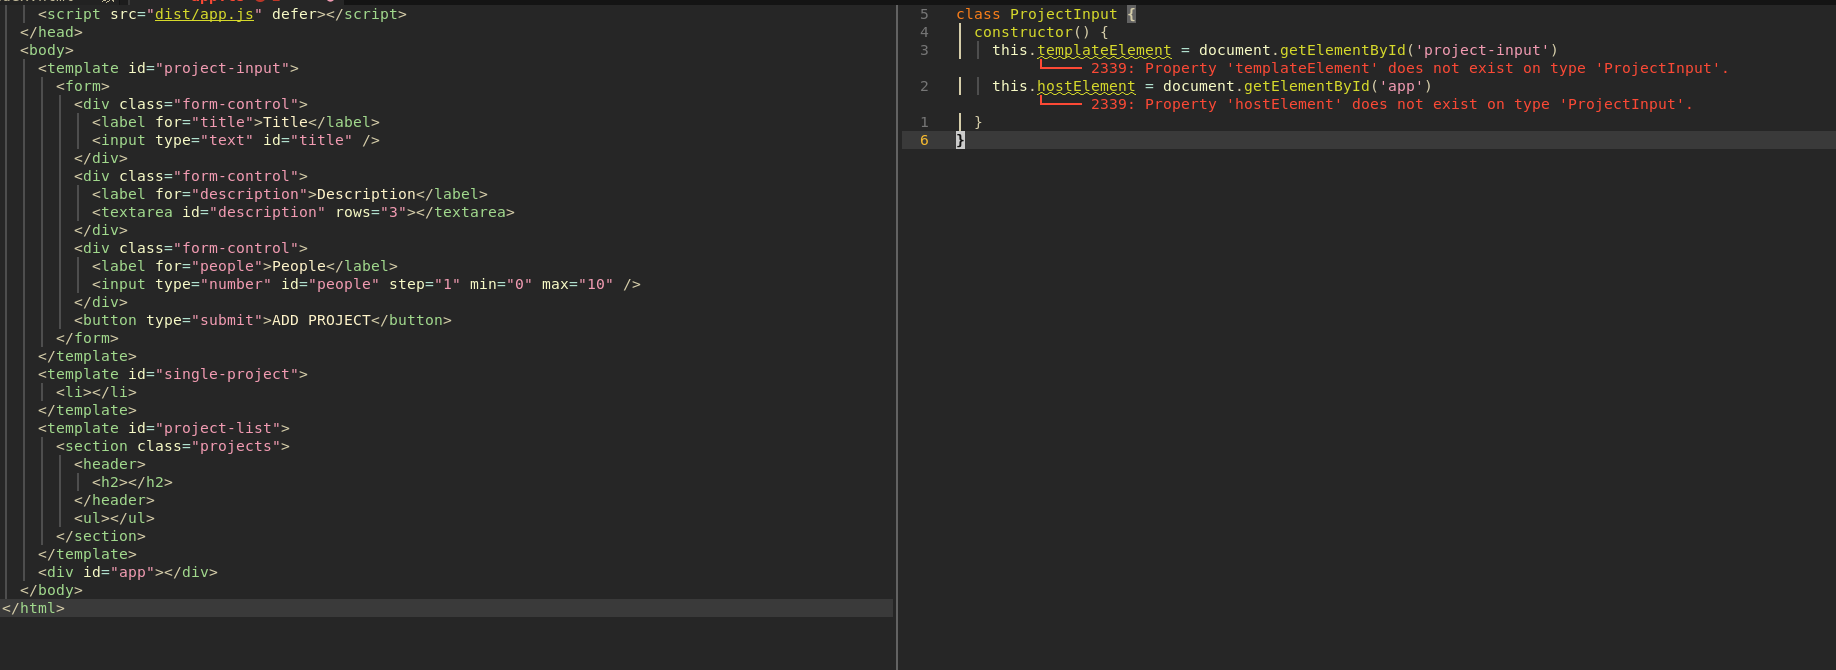 <script src="dist/app.js" defer></script>
</head>
<body>
<template id="project-input">
<form>
<div class="form-control">
<label for="title">Title</label>
<input type="text" id="title" />
</div>
<div class="form-control">
<label for="description">Description</label>
<textarea id="description" rows="3"></textarea>
</div>
<div class="form-control">
<label for="people">People</label>
<input type="number" id="people" step="1" min="0" max="10" />
</div>
<button type="submit">ADD PROJECT</button>
</form>
</template>
<template id="single-project">
<li></li>
</template>
<template id="project-list">
<section class="projects">
<header>
<h2></h2>
</header>
<ul></ul>
</section>
</template>
<div id="app"></div>
</body>
</html>
5 class ProjectInput {
4 constructor() {
3 this.templateElement = document.getElementById('project-input')
2339: Property 'templateElement' does not exist on type 'ProjectInput'.
2 this.hostElement = document.getElementById('app')
2339: Property 'hostElement' does not exist on type 'ProjectInput'.
1 }
6 }